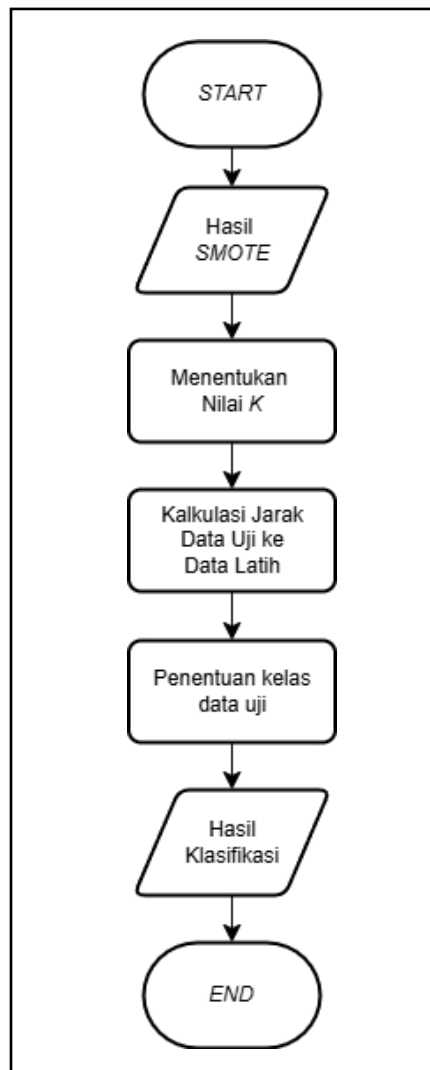 START
Hasil
SMOTE
Menentukan
Nilai K
Kalkulasi Jarak
Data Uji ke
Data Latih
Penentuan kelas
data uji
Hasil
Klasifikasi
END